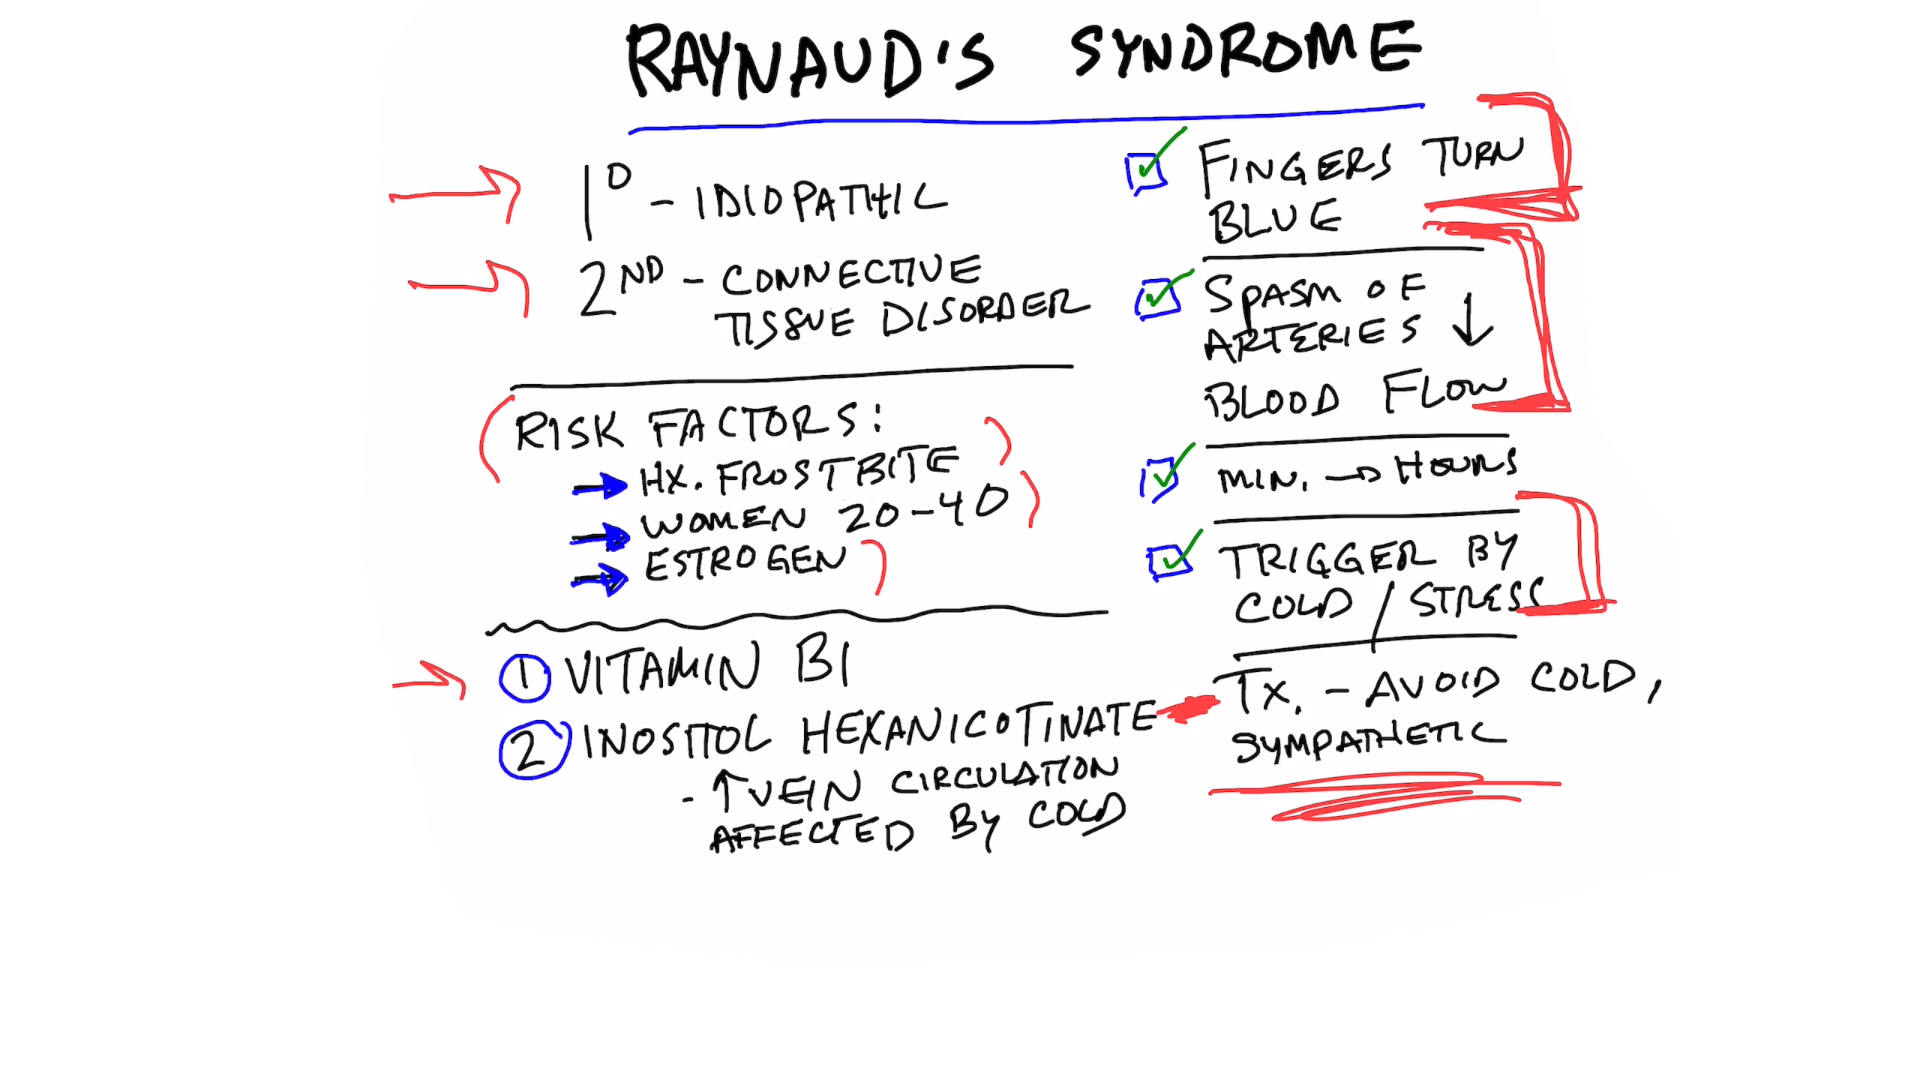 RAYNAUD'S SYNDROME
1° - IDIOPATHIC
2ND - CONNECTIVE
TISSUE DISORDER
RISK FACTORS:
HX. FROSTBITE
WOMEN 20-40
ESTROGEN
1 VITAMIN B1
2 INOSITOL HEXANICOTINATE
- ↑ VEIN CIRCULATION
AFFECTED BY COLD
FINGERS TURN
BLUE
SPASM OF
ARTERIES ↓
BLOOD FLOW
MIN. → HOURS
TRIGGER BY
COLD / STRESS
TX. - AVOID COLD,
SYMPATHETIC